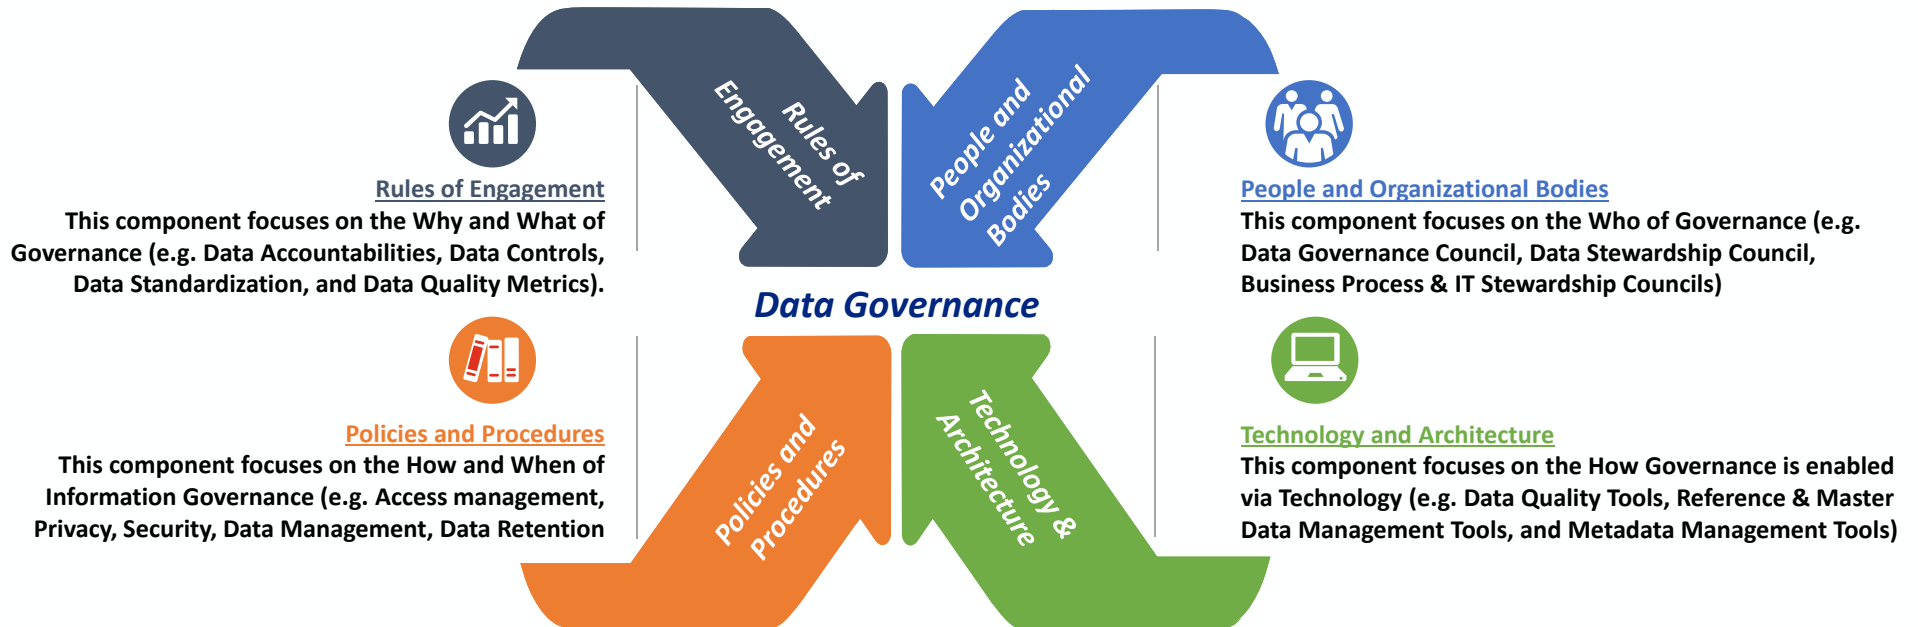 Rules of
Engagement
People and
Organizational
Bodies
Rules of Engagement
This component focuses on the Why and What of
Governance (e.g. Data Accountabilities, Data Controls,
Data Standardization, and Data Quality Metrics).
People and Organizational Bodies
This component focuses on the Who of Governance (e.g.
Data Governance Council, Data Stewardship Council,
Business Process & IT Stewardship Councils)
Data Governance
Policies and
Procedures
Technology &
Architecture
Policies and Procedures
This component focuses on the How and When of
Information Governance (e.g. Access management,
Privacy, Security, Data Management, Data Retention
Technology and Architecture
This component focuses on the How Governance is enabled
via Technology (e.g. Data Quality Tools, Reference & Master
Data Management Tools, and Metadata Management Tools)